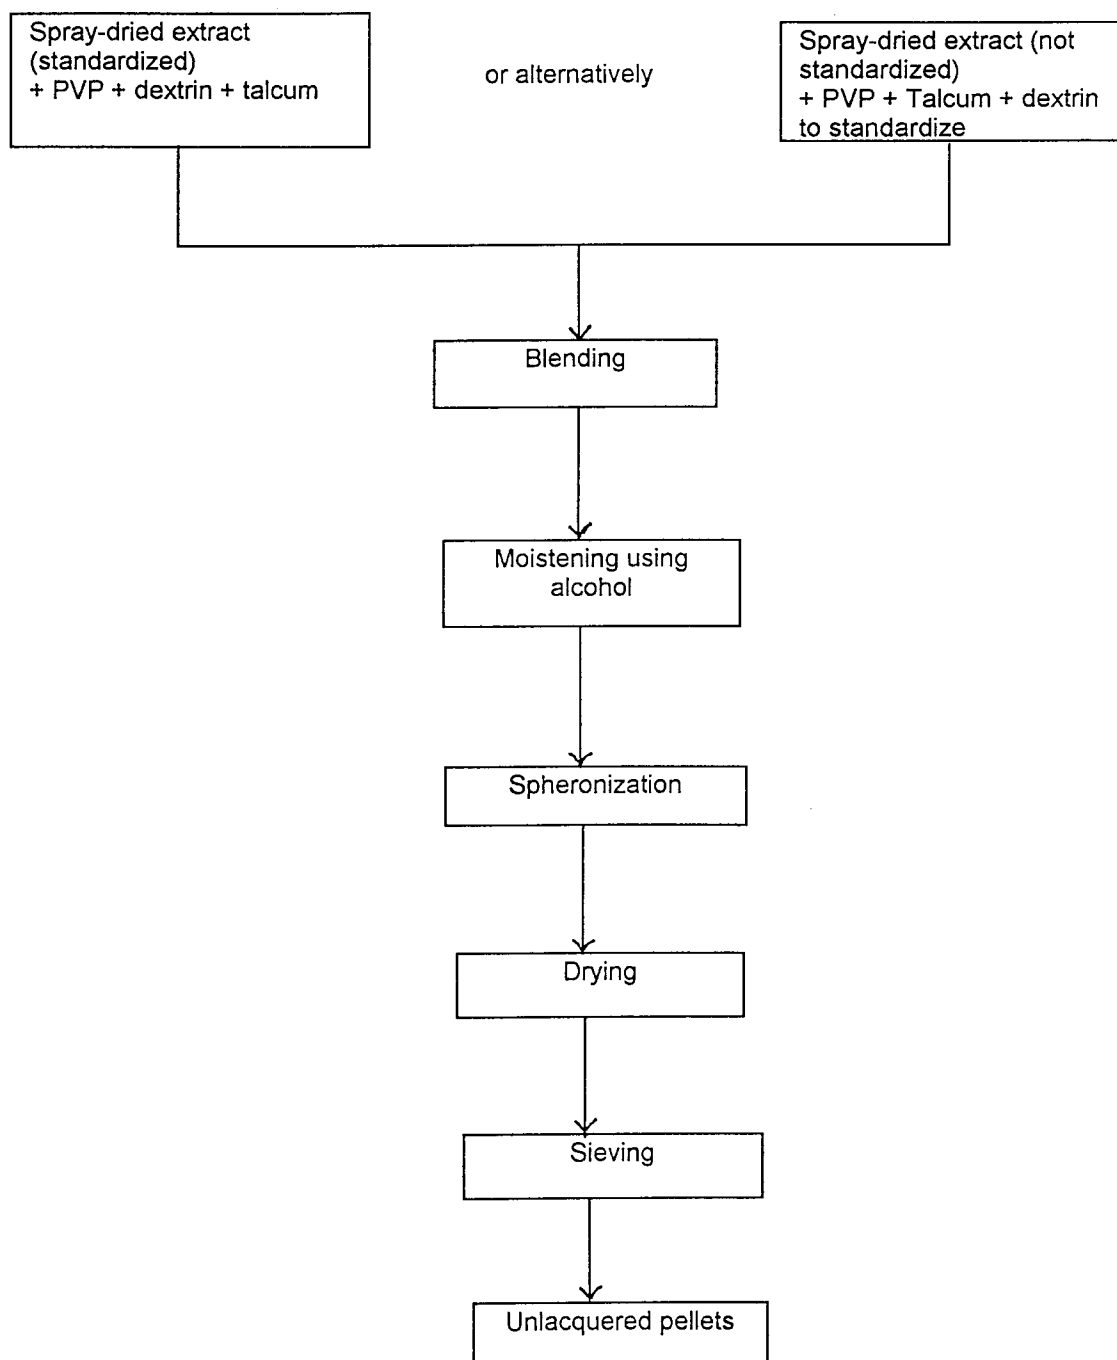 Spray-dried extract
(standardized)
+ PVP + dextrin + talcum
or alternatively
Spray-dried extract (not
standardized)
+ PVP + Talcum + dextrin
to standardize
Blending
Moistening using
alcohol
Spheronization
Drying
Sieving
Unlacquered pellets